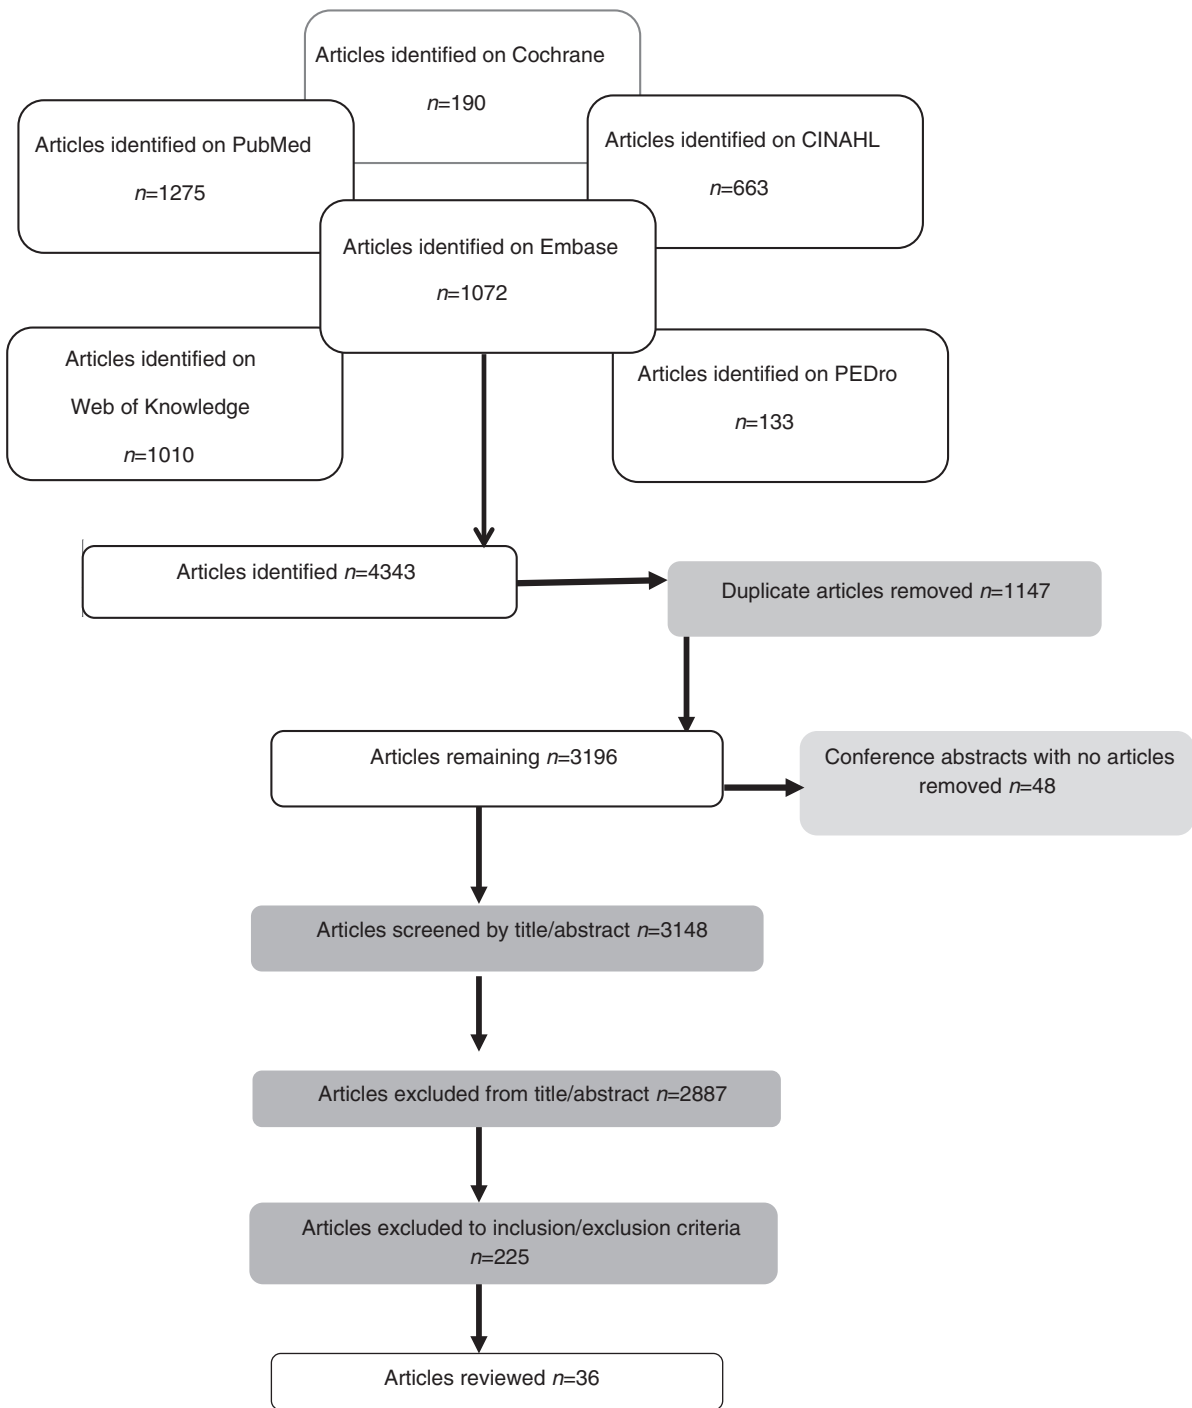 Articles identified on Cochrane
n=190
Articles identified on PubMed
n=1275
Articles identified on CINAHL
n=663
Articles identified on Embase
n=1072
Articles identified on
Web of Knowledge
n=1010
Articles identified on PEDro
n=133
Articles identified n=4343
Duplicate articles removed n=1147
Articles remaining n=3196
Conference abstracts with no articles
removed n=48
Articles screened by title/abstract n=3148
Articles excluded from title/abstract n=2887
Articles excluded to inclusion/exclusion criteria
n=225
Articles reviewed n=36